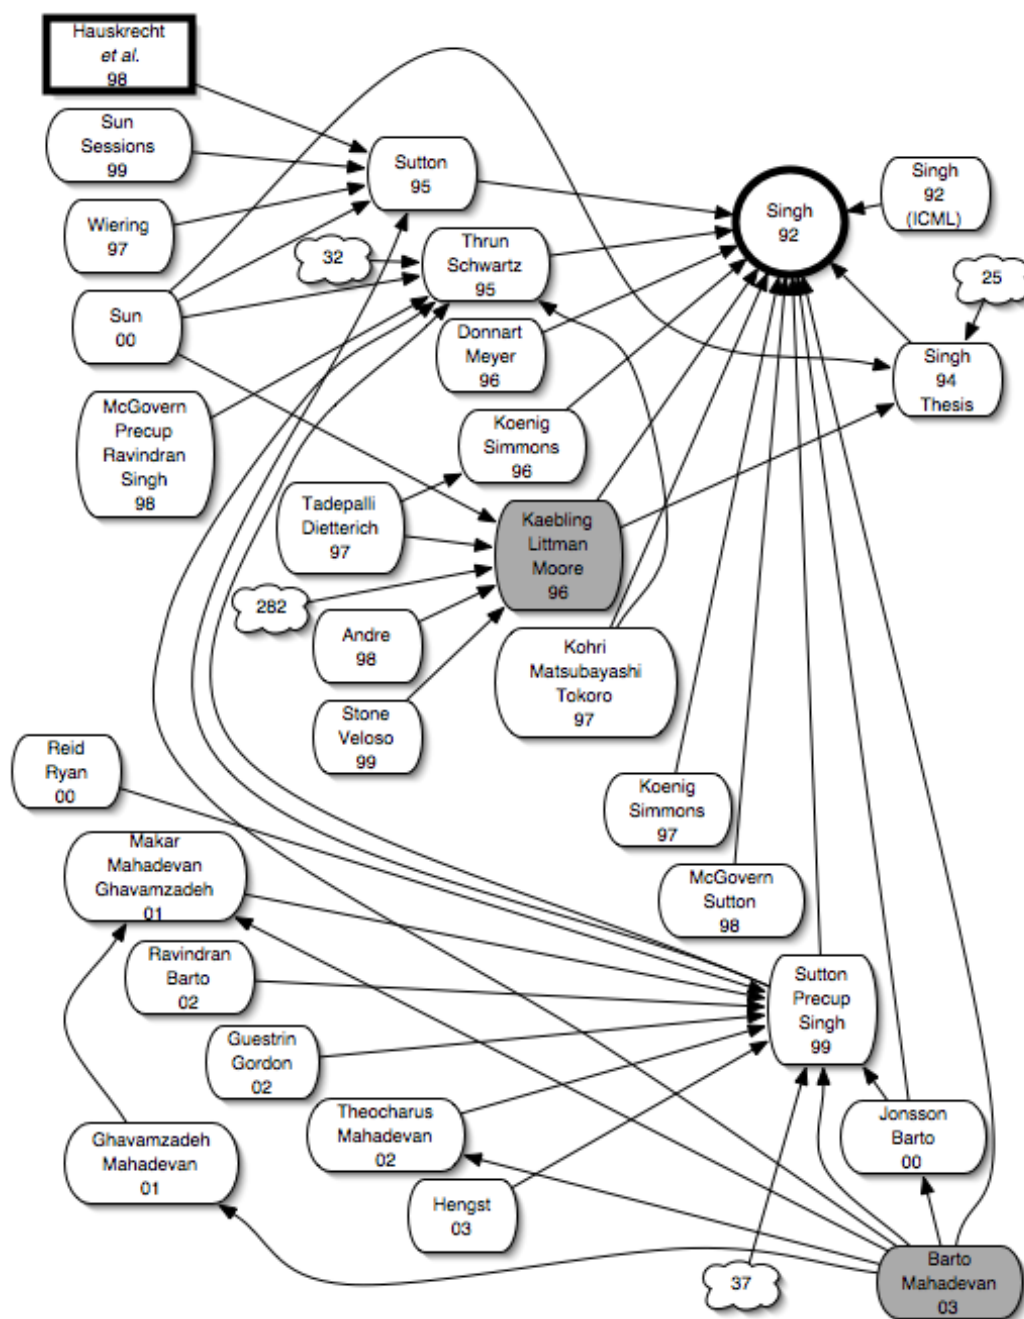 Hauskrecht
et al.
98
Sun
Sessions
99
Sutton
95
Singh
92
Singh
92
(ICML)
Wiering
97
32
Thrun
Schwartz
95
25
Sun
00
Donnart
Meyer
96
Singh
94
Thesis
McGovern
Precup
Ravindran
Singh
98
Koenig
Simmons
96
Tadepalli
Dietterich
97
Kaebling
Littman
Moore
96
282
Andre
98
Kohri
Matsubayashi
Tokoro
97
Stone
Veloso
99
Reid
Ryan
00
Koenig
Simmons
97
Makar
Mahadevan
Ghavamzadeh
01
McGovern
Sutton
98
Ravindran
Barto
02
Sutton
Precup
Singh
99
Guestrin
Gordon
02
Theocharus
Mahadevan
02
Jonsson
Barto
00
Ghavamzadeh
Mahadevan
01
Hengst
03
37
Barto
Mahadevan
03